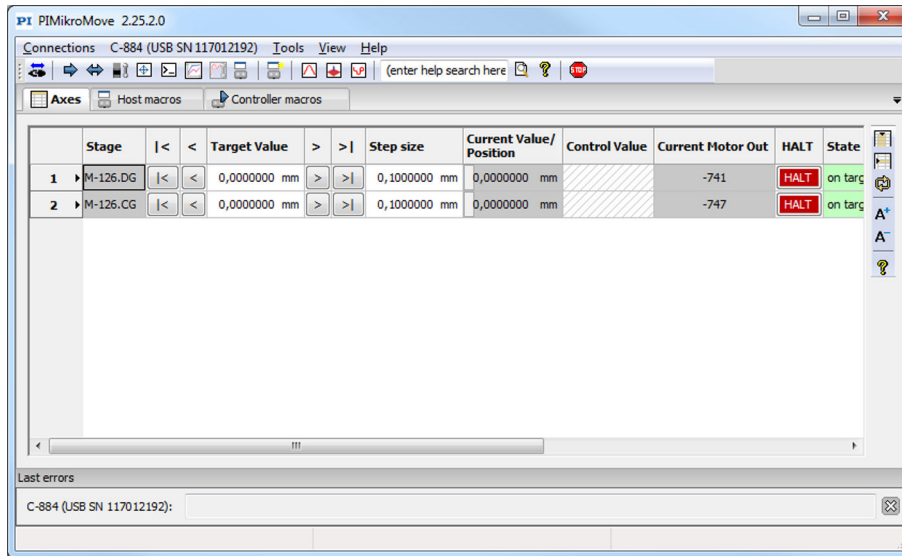 PI PIMikroMove 2.25.2.0
Connections C-884 (USB SN 117012192) Tools View Help
(enter help search here ? STOP
Axes Host macros Controller macros
Stage |< < Target Value > >| Step size Current Value/ Position Control Value Current Motor Out HALT State
1 M-126.DG |< < 0,0000000 mm > >| 0,1000000 mm 0,0000000 mm -741 HALT on targ
2 M-126.CG |< < 0,0000000 mm > >| 0,1000000 mm 0,0000000 mm -747 HALT on targ
A+
A-
?
Last errors
C-884 (USB SN 117012192):